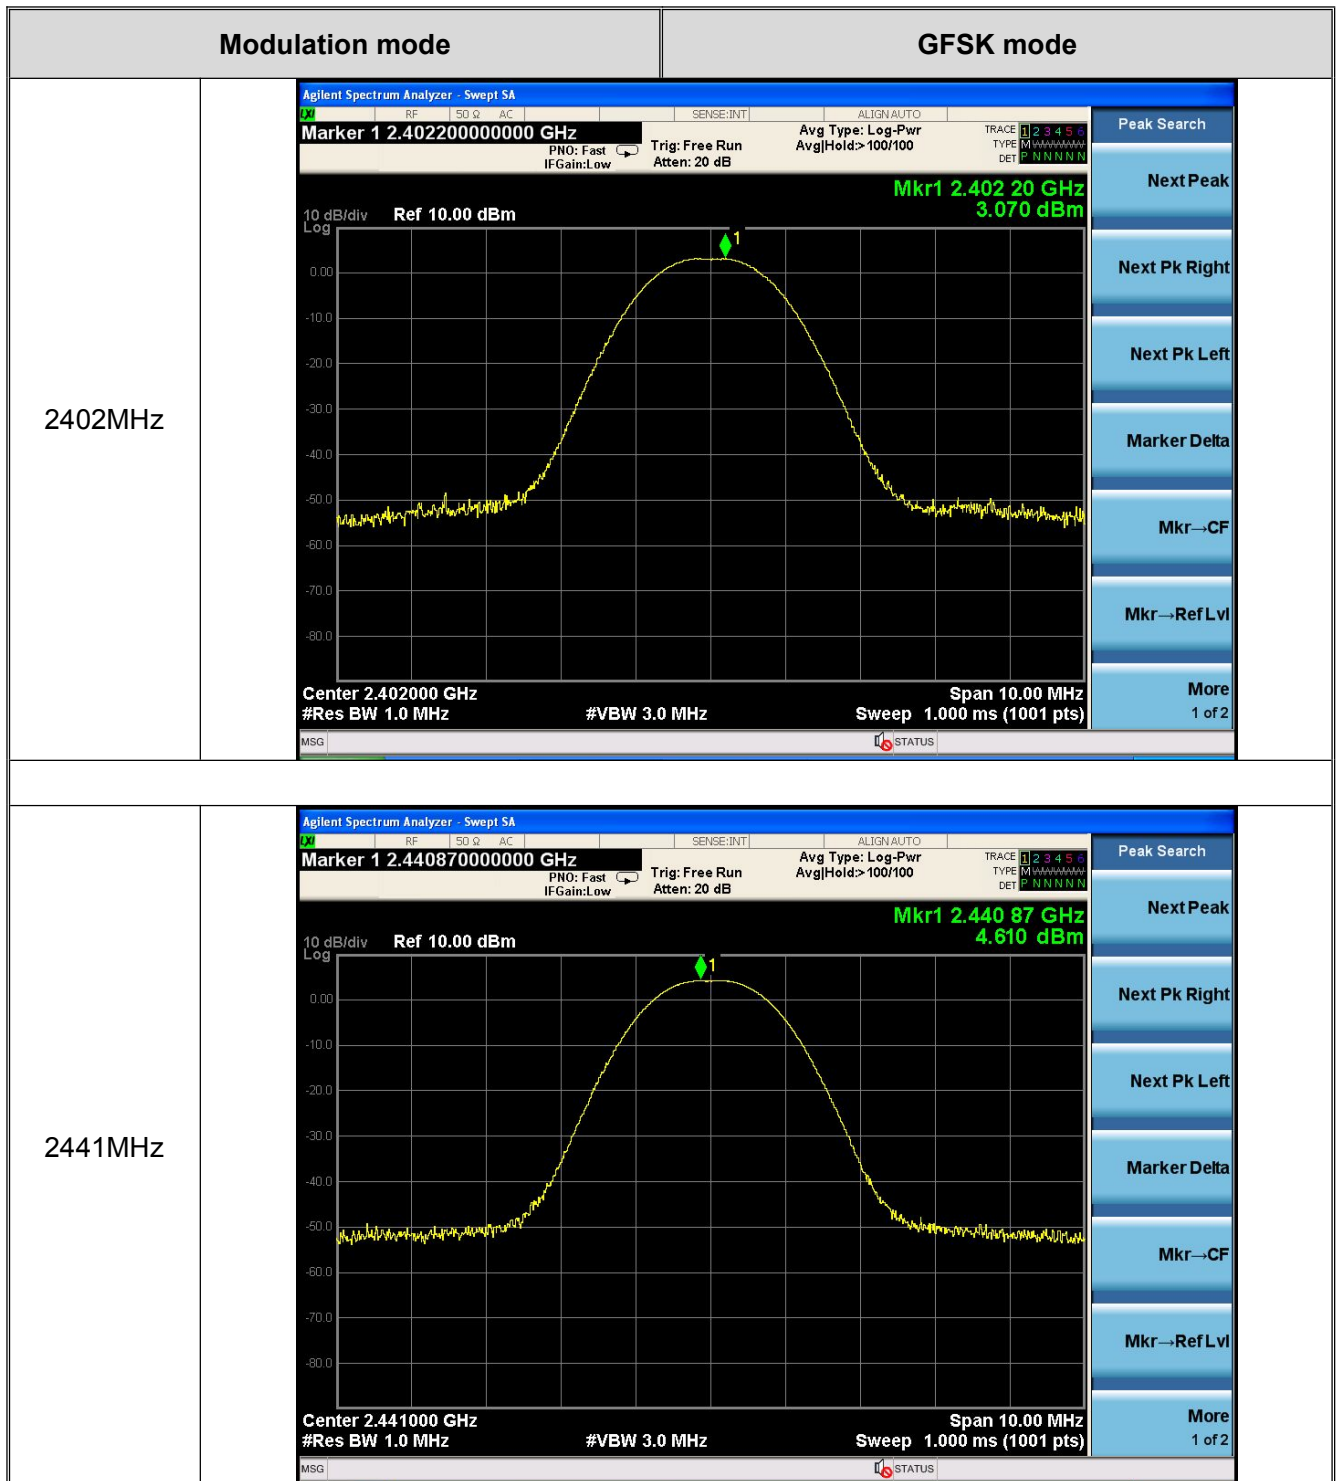 Modulation mode GFSK mode
2402MHz
Agilent Spectrum Analyzer - Swept SA
LXI RF 50 Ω AC SENSE:INT ALIGN AUTO
Marker 1 2.402200000000 GHz
PNO: Fast
IFGain:Low
Trig: Free Run
Atten: 20 dB
Avg Type: Log-Pwr
Avg|Hold:>100/100
TRACE 1 2 3 4 5 6
TYPE M WWWWW
DET P N N N N N
Mkr1 2.402 20 GHz
3.070 dBm
10 dB/div Ref 10.00 dBm
Log
1
0.00
-10.0
-20.0
-30.0
-40.0
-50.0
-60.0
-70.0
-80.0
Center 2.402000 GHz Span 10.00 MHz
#Res BW 1.0 MHz #VBW 3.0 MHz Sweep 1.000 ms (1001 pts)
MSG STATUS
Peak Search
Next Peak
Next Pk Right
Next Pk Left
Marker Delta
Mkr→CF
Mkr→Ref Lvl
More
1 of 2
2441MHz
Agilent Spectrum Analyzer - Swept SA
LXI RF 50 Ω AC SENSE:INT ALIGN AUTO
Marker 1 2.440870000000 GHz
PNO: Fast
IFGain:Low
Trig: Free Run
Atten: 20 dB
Avg Type: Log-Pwr
Avg|Hold:>100/100
TRACE 1 2 3 4 5 6
TYPE M WWWWW
DET P N N N N N
Mkr1 2.440 87 GHz
4.610 dBm
10 dB/div Ref 10.00 dBm
Log
1
0.00
-10.0
-20.0
-30.0
-40.0
-50.0
-60.0
-70.0
-80.0
Center 2.441000 GHz Span 10.00 MHz
#Res BW 1.0 MHz #VBW 3.0 MHz Sweep 1.000 ms (1001 pts)
MSG STATUS
Peak Search
Next Peak
Next Pk Right
Next Pk Left
Marker Delta
Mkr→CF
Mkr→Ref Lvl
More
1 of 2